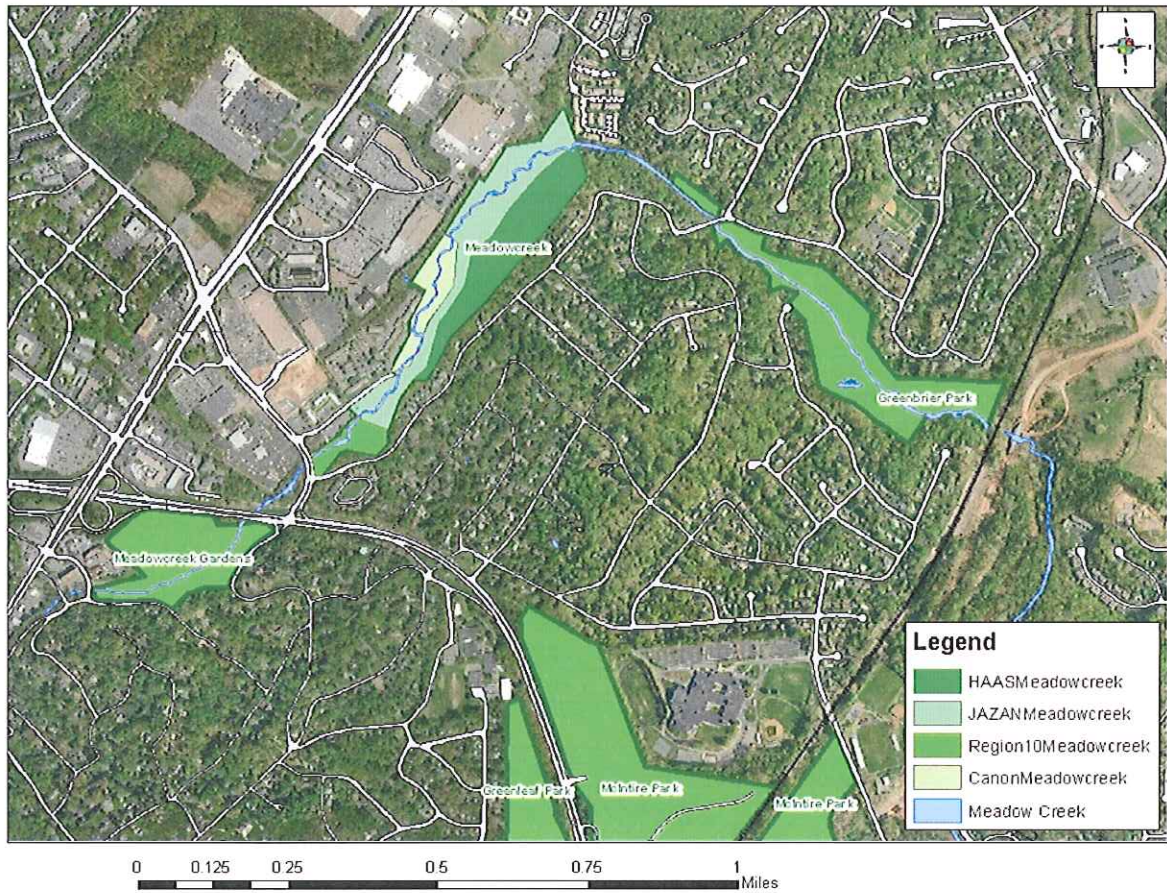 Meadowcreek
Greenbrier Park
Meadowcreek Gardens
Greenleaf Park
McIntire Park
McIntire Park
Legend
HAASMeadowcreek
JAZANMeadowcreek
Region10Meadowcreek
CanonMeadowcreek
Meadow Creek
0 0.125 0.25 0.5 0.75 1
Miles